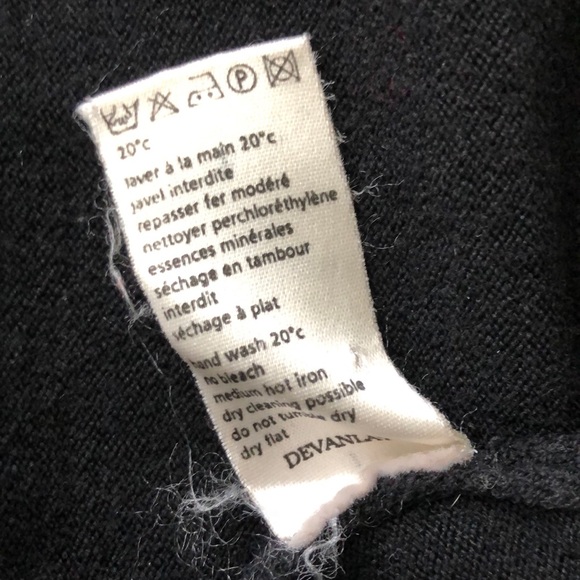 P
20°c
laver à la main 20°c
javel interdite
repasser fer modéré
nettoyer perchloréthylène
essences minérales
séchage en tambour
interdit
séchage à plat
hand wash 20°c
no bleach
medium hot iron
dry cleaning possible
do not tumble dry
dry flat